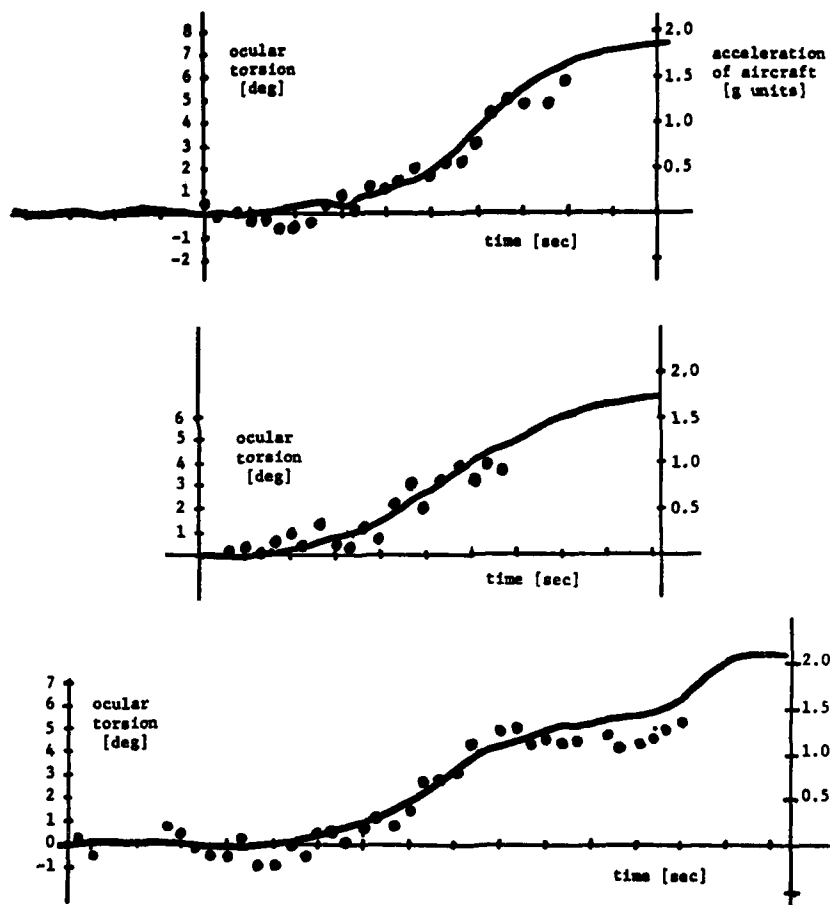 8
7
6
5
4
3
2
1
-1
-2
ocular
torsion
[deg]
2.0
1.5
1.0
0.5
acceleration
of aircraft
[g units]
time [sec]
6
5
4
3
2
1
ocular
torsion
[deg]
2.0
1.5
1.0
0.5
time [sec]
7
6
5
4
3
2
1
0
-1
ocular
torsion
[deg]
2.0
1.5
1.0
0.5
time [sec]